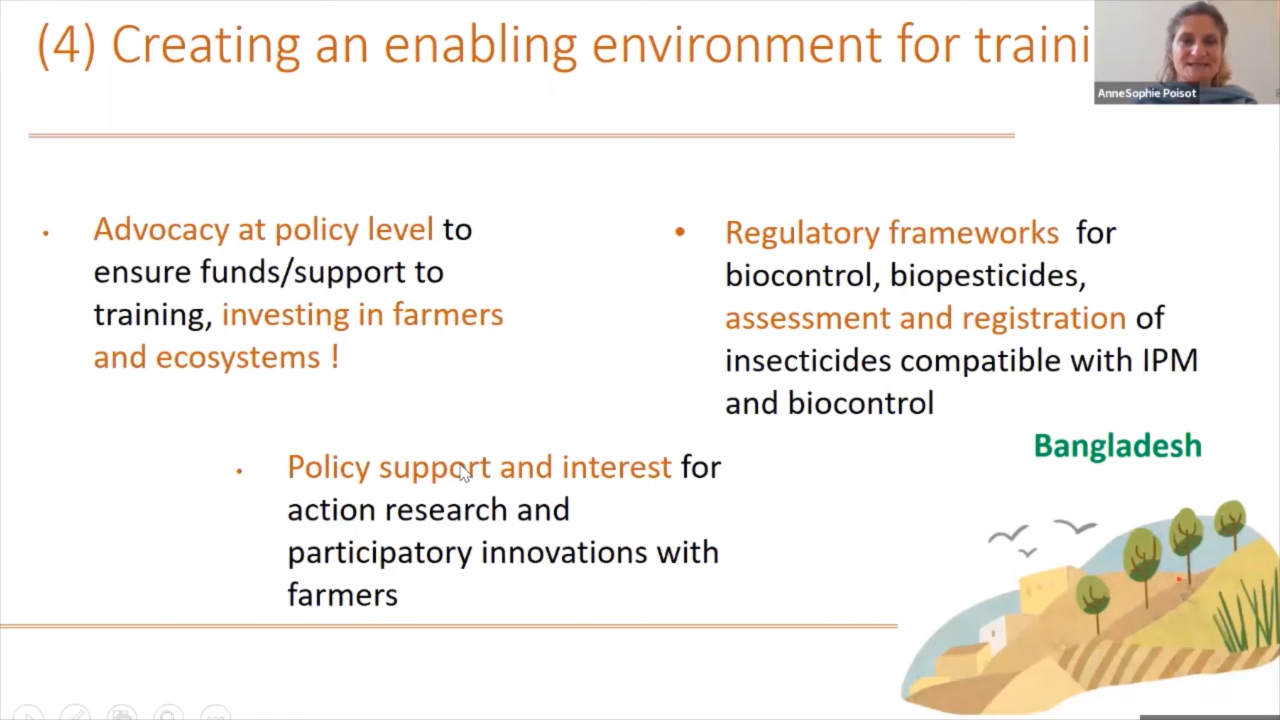 (4) Creating an enabling environment for traini
AnneSophie Poisot
• Advocacy at policy level to
ensure funds/support to
training, investing in farmers
and ecosystems !
• Regulatory frameworks for
biocontrol, biopesticides,
assessment and registration of
insecticides compatible with IPM
and biocontrol
Bangladesh
• Policy support and interest for
action research and
participatory innovations with
farmers